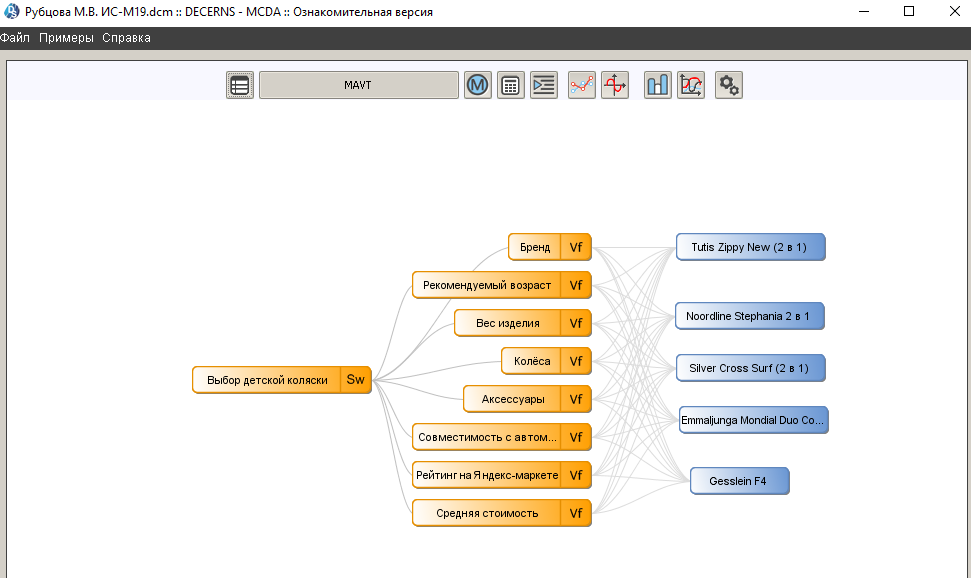 Рубцова М.В. ИС-М19.dcm :: DECERNS - MCDA :: Ознакомительная версия
Файл Примеры Справка
MAVT
M
Бренд Vf
Рекомендуемый возраст Vf
Вес изделия Vf
Колёса Vf
Аксессуары Vf
Совместимость с автом... Vf
Рейтинг на Яндекс-маркете Vf
Средняя стоимость Vf
Выбор детской коляски Sw
Tutis Zippy New (2 в 1)
Noordline Stephania 2 в 1
Silver Cross Surf (2 в 1)
Emmaljunga Mondial Duo Co...
Gesslein F4